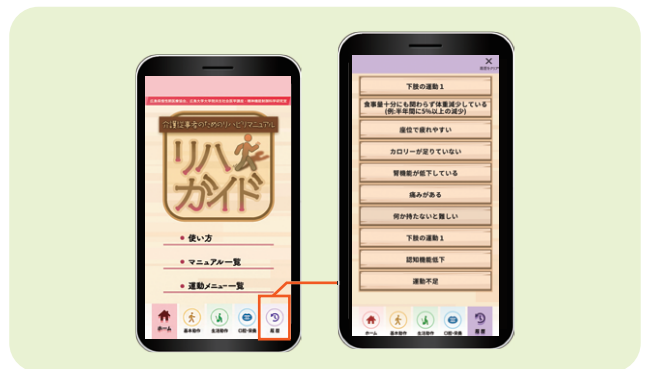 介護従事者のためのリハビリマニュアル
リハ
ガイド
使い方
マニュアル一覧
運動メニュー一覧
ホーム
基本動作
生活動作
口腔・栄養
履歴
×
下肢の運動1
食事量十分にも関わらず体重減少している
(例:半年間に5%以上の減少)
座位で疲れやすい
カロリーが足りていない
腎機能が低下している
痛みがある
何か持たないと難しい
下肢の運動1
認知機能低下
運動不足
ホーム
基本動作
生活動作
口腔・栄養
履歴